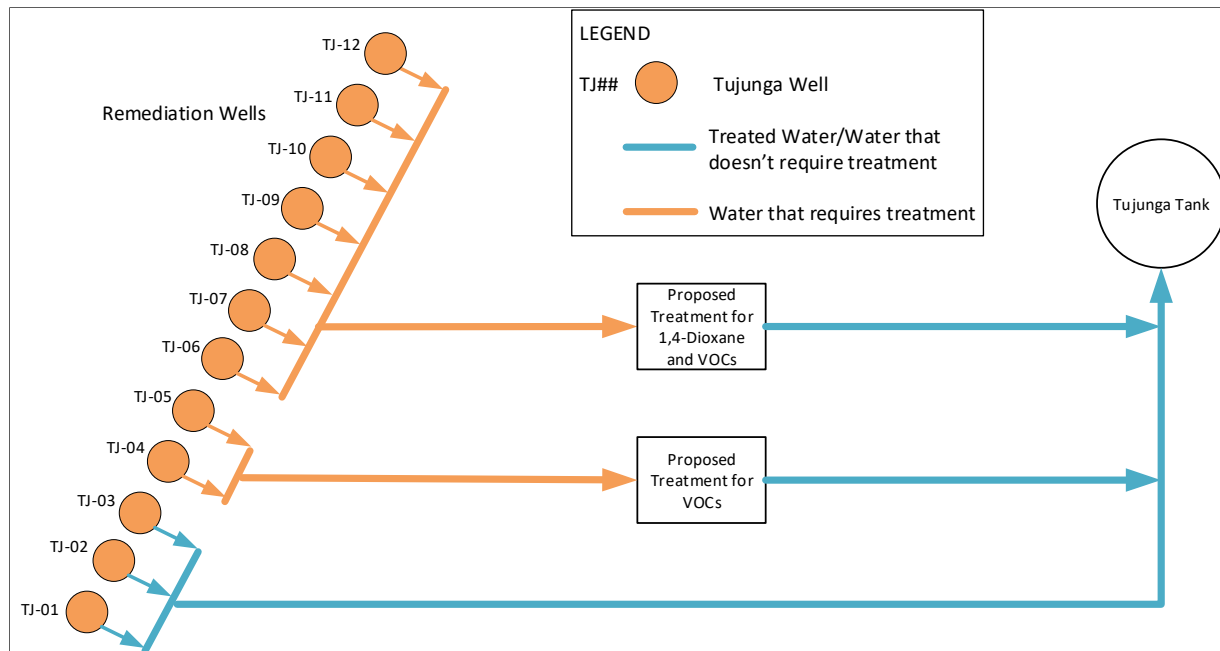 TJ-12
TJ-11
Remediation Wells
TJ-10
TJ-09
TJ-08
TJ-07
TJ-06
TJ-05
TJ-04
TJ-03
TJ-02
TJ-01
LEGEND
TJ##
Tujunga Well
Treated Water/Water that
doesn’t require treatment
Water that requires treatment
Proposed
Treatment for
1,4-Dioxane
and VOCs
Proposed
Treatment for
VOCs
Tujunga Tank